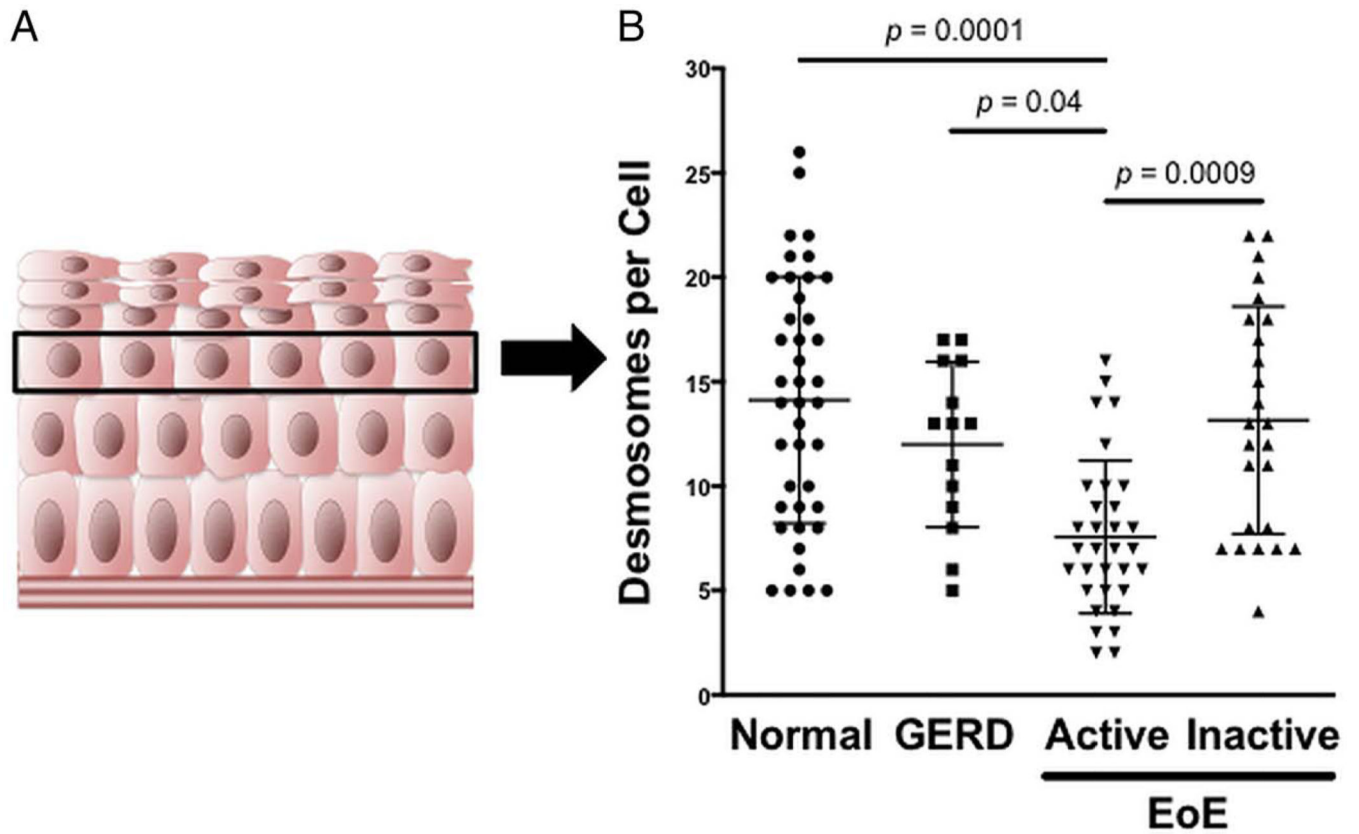 A
B
p = 0.0001
p = 0.04
p = 0.0009
30
25
20
15
10
5
0
Desmosomes per Cell
Normal GERD Active Inactive
EoE